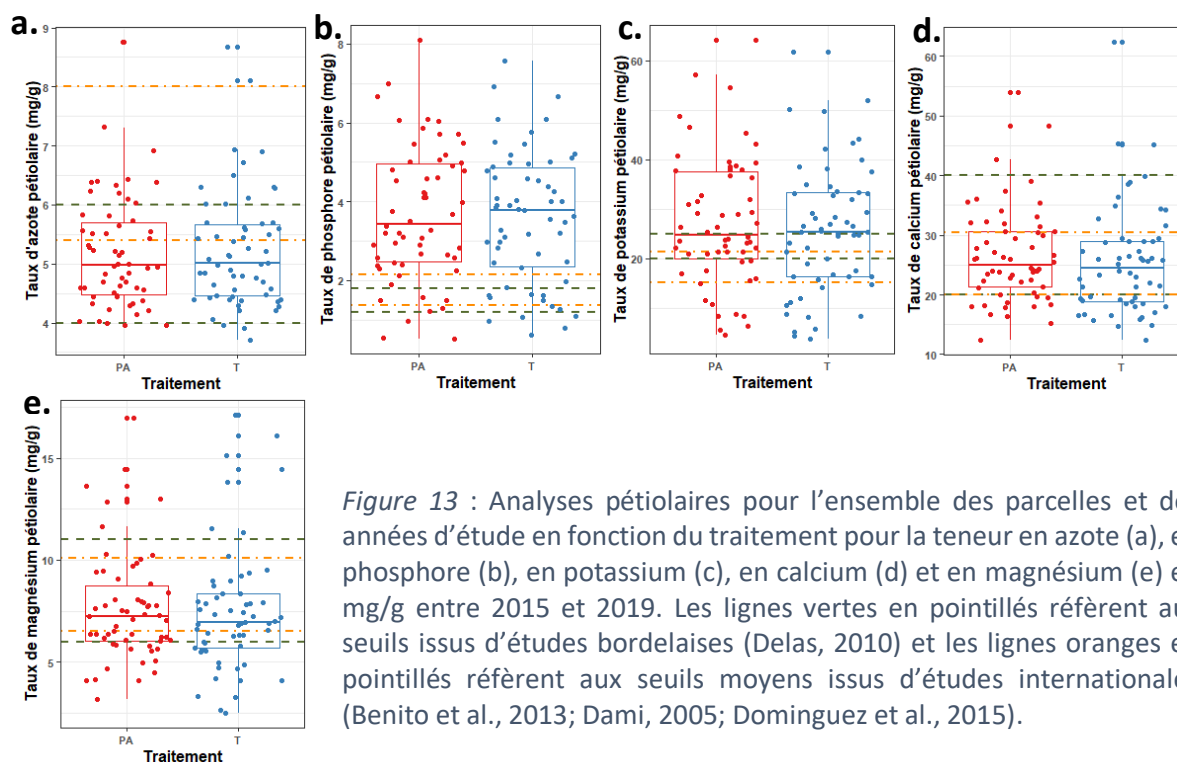 a.
Taux d'azote pétiolaire (mg/g)
9
8
7
6
5
4
PA
T
Traitement
b.
Taux de phosphore pétiolaire (mg/g)
8
6
4
2
PA
T
Traitement
c.
Taux de potassium pétiolaire (mg/g)
60
40
20
PA
T
Traitement
d.
Taux de calcium pétiolaire (mg/g)
60
50
40
30
20
10
PA
T
Traitement
e.
Taux de magnésium pétiolaire (mg/g)
15
10
5
PA
T
Traitement
Figure 13 : Analyses pétiolaires pour l'ensemble des parcelles et de
années d'étude en fonction du traitement pour la teneur en azote (a), e
phosphore (b), en potassium (c), en calcium (d) et en magnésium (e) e
mg/g entre 2015 et 2019. Les lignes vertes en pointillés réfèrent au
seuils issus d'études bordelaises (Delas, 2010) et les lignes oranges e
pointillés réfèrent aux seuils moyens issus d'études internationale
(Benito et al., 2013; Dami, 2005; Dominguez et al., 2015).